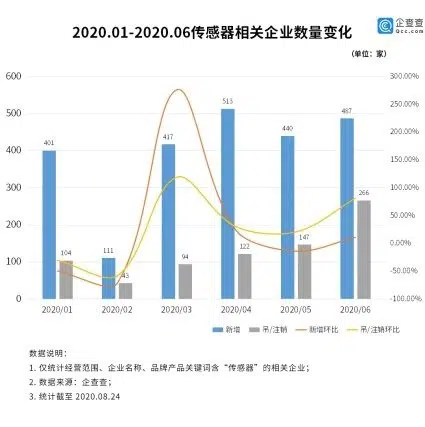 2020.01-2020.06传感器相关企业数量变化
企查查
Qcc.com
（单位：家）
600
500
400
300
200
100
0
300.00%
250.00%
200.00%
150.00%
100.00%
50.00%
0.00%
-50.00%
-100.00%
401
104
111
43
417
94
513
122
440
147
487
266
2020/01
2020/02
2020/03
2020/04
2020/05
2020/06
新增
吊/注销
新增环比
吊/注销环比
数据说明：
1. 仅统计经营范围、企业名称、品牌产品关键词含“传感器”的相关企业；
2. 数据来源：企查查；
3. 统计截至 2020.08.24